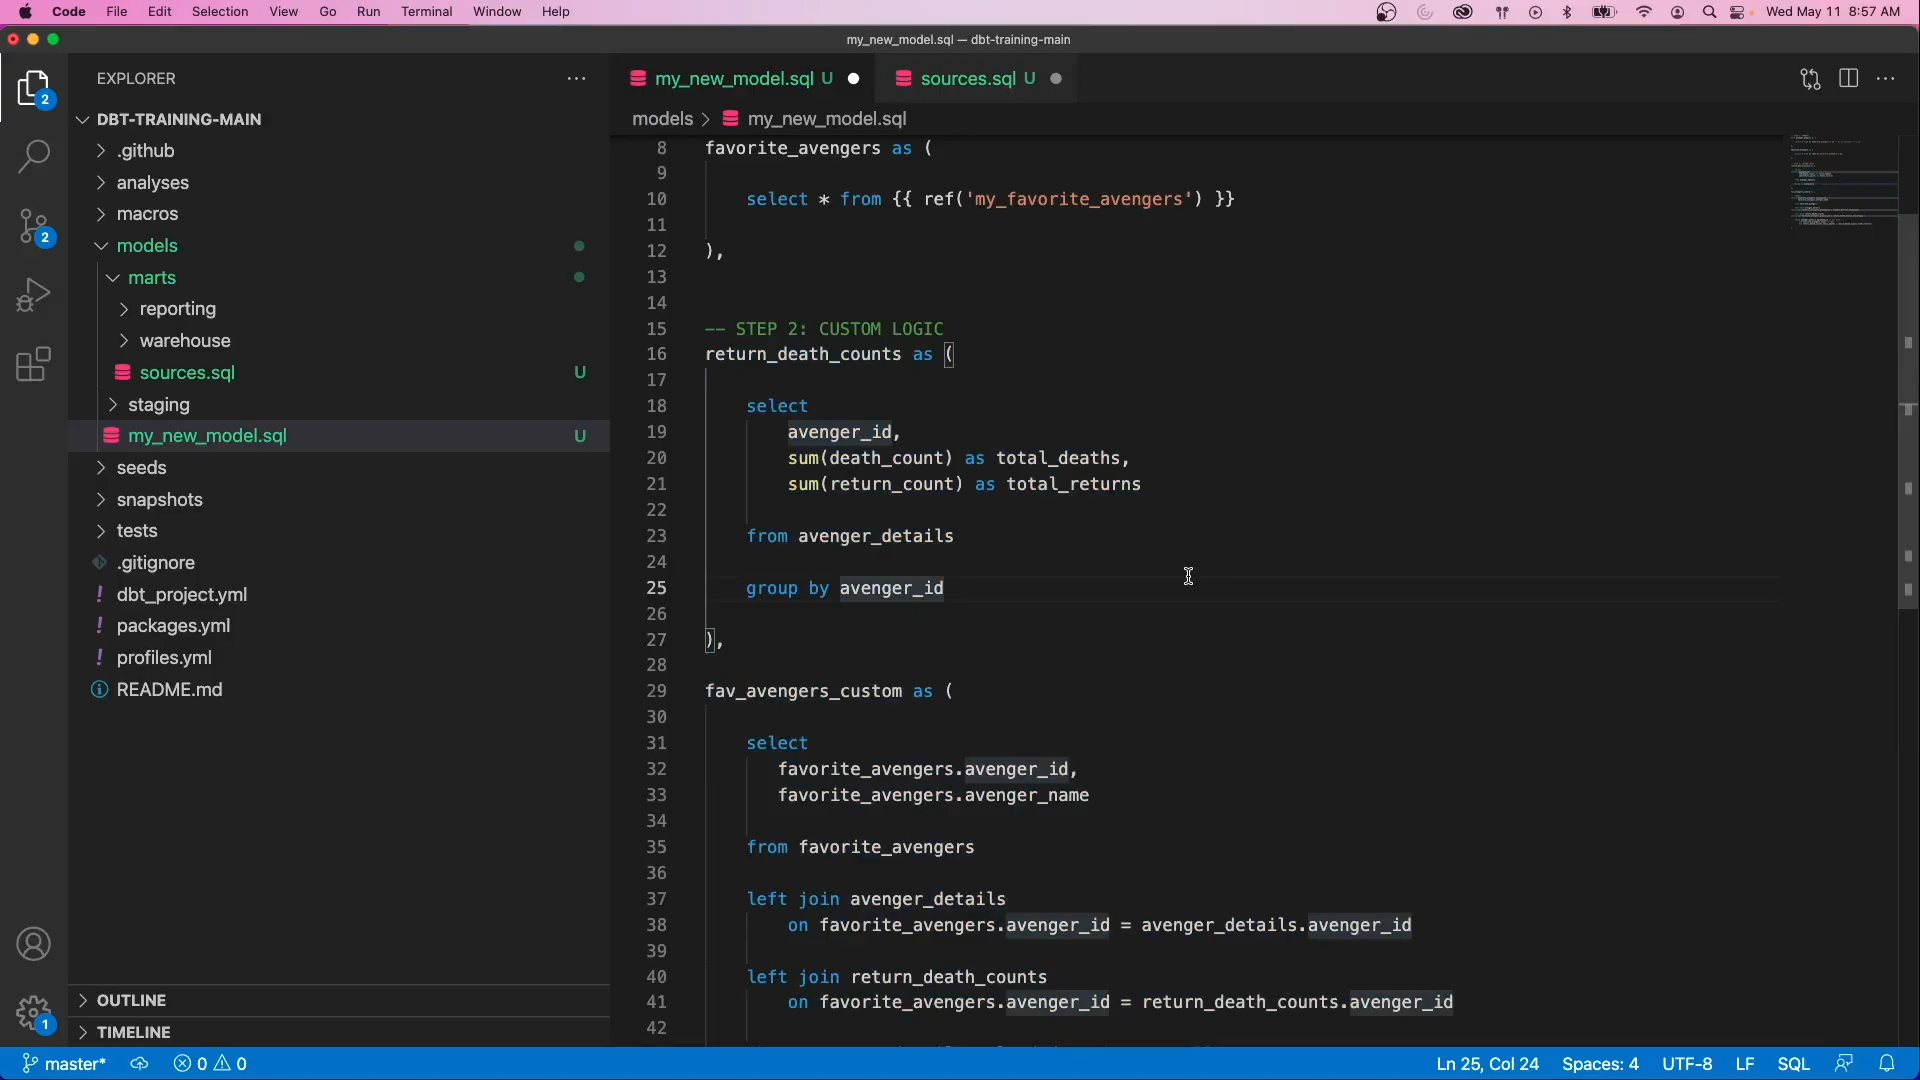 Code File Edit Selection View Go Run Terminal Window Help Wed May 11 8:57 AM
my_new_model.sql — dbt-training-main
EXPLORER
my_new_model.sql U
sources.sql U
models > my_new_model.sql
2
2
1
DBT-TRAINING-MAIN
.github
analyses
macros
models
marts
reporting
warehouse
sources.sql U
staging
my_new_model.sql U
seeds
snapshots
tests
.gitignore
! dbt_project.yml
! packages.yml
! profiles.yml
README.md
OUTLINE
TIMELINE
8 favorite_avengers as (
9
10 select * from {{ ref('my_favorite_avengers') }}
11
12 ),
13
14
15 -- STEP 2: CUSTOM LOGIC
16 return_death_counts as (
17
18 select
19 avenger_id,
20 sum(death_count) as total_deaths,
21 sum(return_count) as total_returns
22
23 from avenger_details
24
25 group by avenger_id
26
27 ),
28
29 fav_avengers_custom as (
30
31 select
32 favorite_avengers.avenger_id,
33 favorite_avengers.avenger_name
34
35 from favorite_avengers
36
37 left join avenger_details
38 on favorite_avengers.avenger_id = avenger_details.avenger_id
39
40 left join return_death_counts
41 on favorite_avengers.avenger_id = return_death_counts.avenger_id
42
master* 0 0 Ln 25, Col 24 Spaces: 4 UTF-8 LF SQL